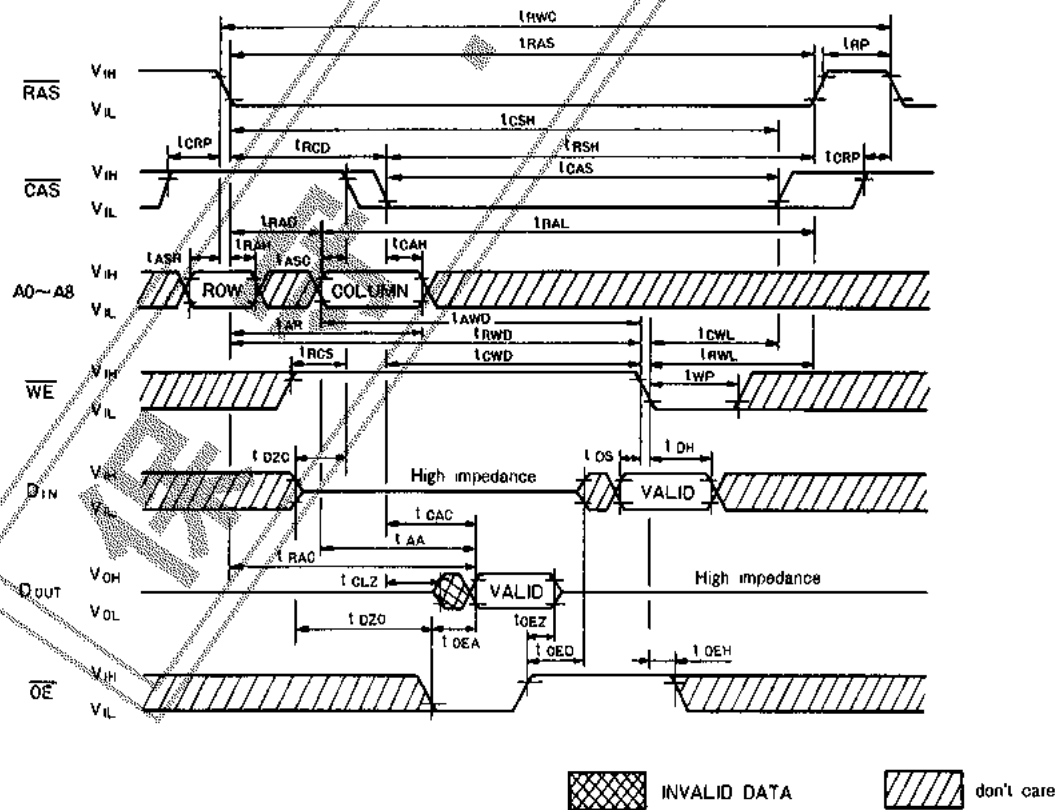 tRWC
tRAS
tRP
RAS
VIH
VIL
tCSH
tCRP
tRCD
tRSH
tCRP
CAS
VIH
tCAS
VIL
tRAD
tRAL
tASR
tRAH
tASC
tCAH
A0~A8
VIH
ROW
COLUMN
VIL
tAWD
tAR
tRWD
tCWL
tRCS
tCWD
tRWL
WE
VIH
tWP
VIL
tDZC
tDS
tDH
DIN
VIH
High impedance
VALID
VIL
tCAC
tAA
tRAC
DOUT
VOH
tCLZ
VALID
High impedance
VOL
tDZO
tOEA
tOEZ
tOED
tOEH
OE
VIH
VIL
INVALID DATA
don't care